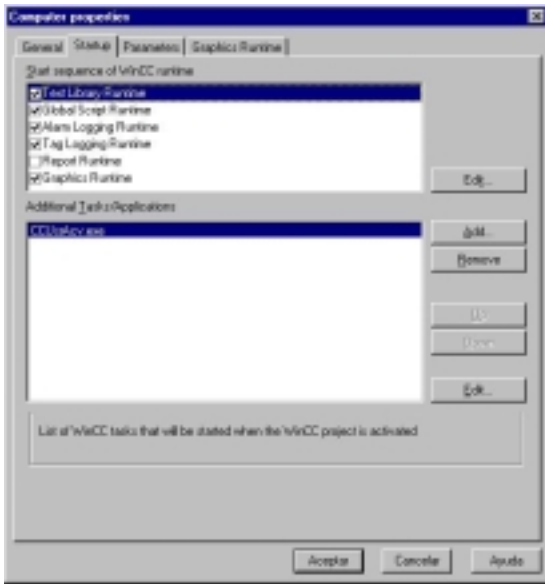 Computer properties
General Startup Parameters Graphics Runtime
Start sequence of WinCC runtime
Text Library Runtime
Global Script Runtime
Alarm Logging Runtime
Tag Logging Runtime
Report Runtime
Graphics Runtime
Edit...
Additional Tasks/Applications
Add...
Remove
Up
Down
Edit...
List of WinCC tasks that will be started when the WinCC project is activated
Aceptar Cancelar Ayuda